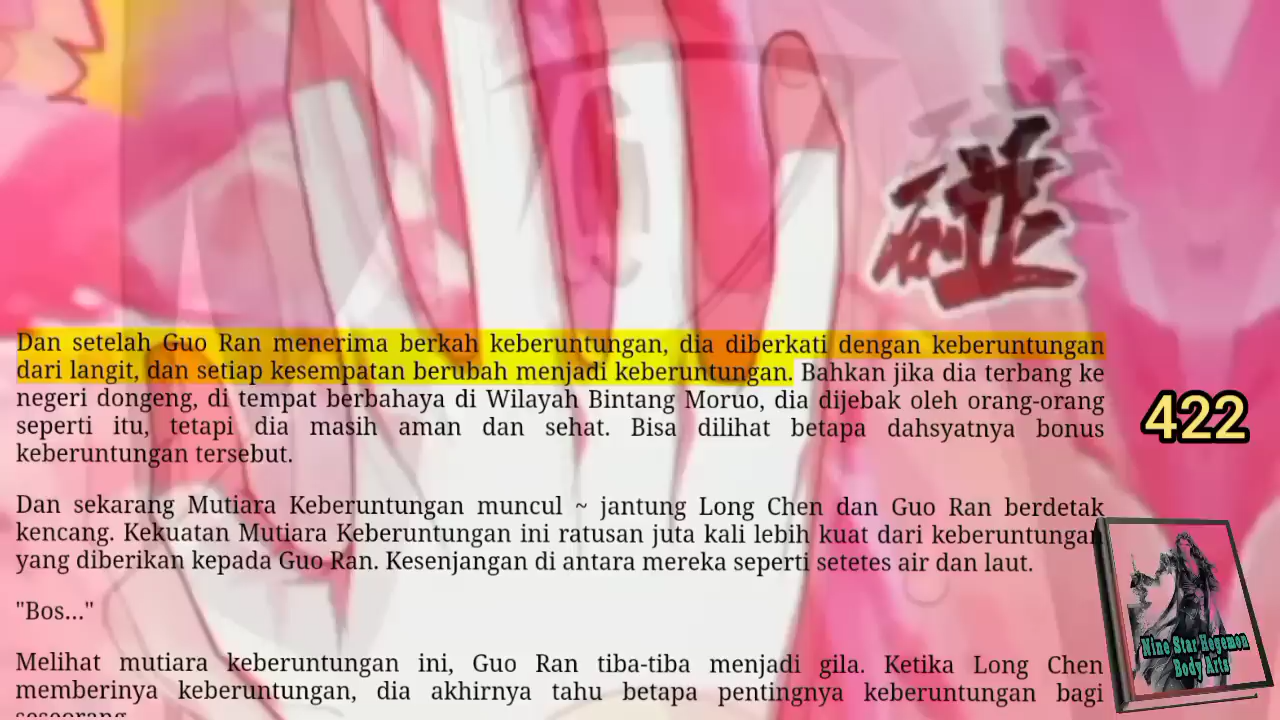 碰
Dan setelah Guo Ran menerima berkah keberuntungan, dia diberkati dengan keberuntungan
dari langit, dan setiap kesempatan berubah menjadi keberuntungan. Bahkan jika dia terbang ke
negeri dongeng, di tempat berbahaya di Wilayah Bintang Moruo, dia dijebak oleh orang-orang
seperti itu, tetapi dia masih aman dan sehat. Bisa dilihat betapa dahsyatnya bonus
keberuntungan tersebut.
422
Dan sekarang Mutiara Keberuntungan muncul ~ jantung Long Chen dan Guo Ran berdetak
kencang. Kekuatan Mutiara Keberuntungan ini ratusan juta kali lebih kuat dari keberuntungan
yang diberikan kepada Guo Ran. Kesenjangan di antara mereka seperti setetes air dan laut.
"Bos..."
Melihat mutiara keberuntungan ini, Guo Ran tiba-tiba menjadi gila. Ketika Long Chen
memberinya keberuntungan, dia akhirnya tahu betapa pentingnya keberuntungan bagi
Nine Star Hegemon
Body Arts